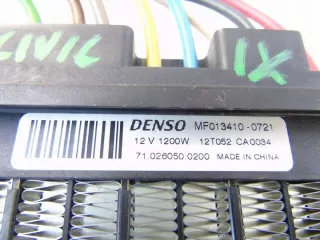 CIVIC
IX
DENSO MF013410-0721
12 V 1200W 12T052 CA0034
71.026050.0200 MADE IN CHINA